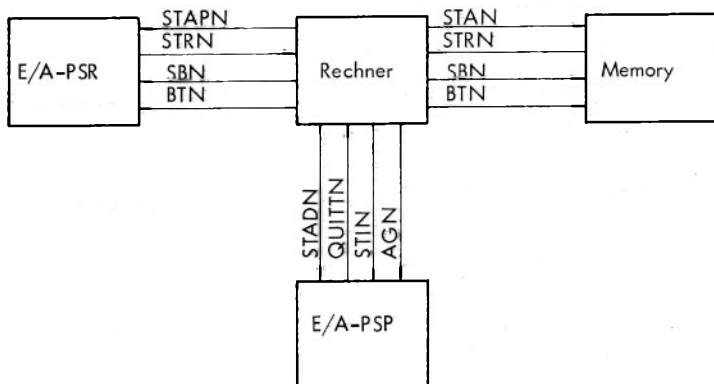 STAPN
STRN
SBN
BTN
E/A-PSR
Rechner
STAN
STRN
SBN
BTN
Memory
STADN
QUITTN
STIN
AGN
E/A-PSP